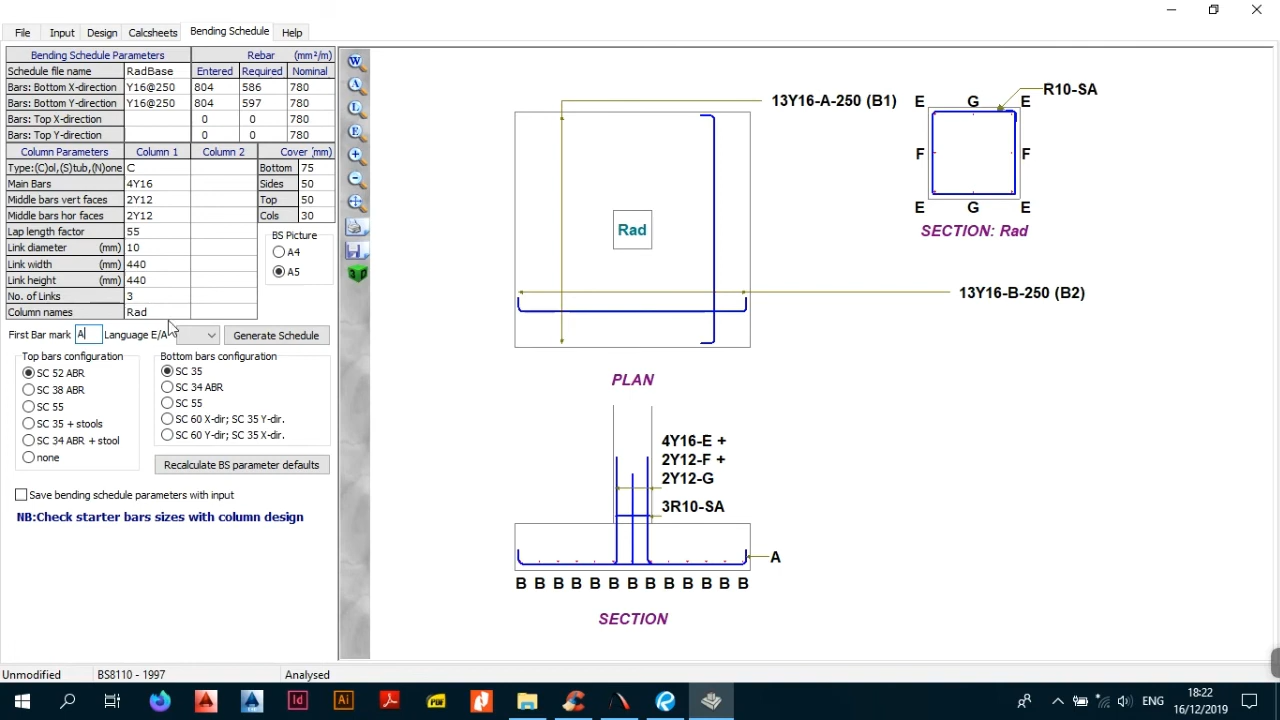 File Input Design Calcsheets Bending Schedule Help
Bending Schedule Parameters Rebar (mm²/m)
Schedule file name RadBase Entered Required Nominal
Bars: Bottom X-direction Y16@250 804 586 780
Bars: Bottom Y-direction Y16@250 804 597 780
Bars: Top X-direction 0 0 780
Bars: Top Y-direction 0 0 780
Column Parameters Column 1 Column 2 Cover (mm)
Type:(C)ol,(S)tub,(N)one C Bottom 75
Main Bars 4Y16 Sides 50
Middle bars vert faces 2Y12 Top 50
Middle bars hor faces 2Y12 Cols 30
Lap length factor 55
Link diameter (mm) 10
Link width (mm) 440
Link height (mm) 440
No. of Links 3
Column names Rad
BS Picture
A4
A5
First Bar mark A Language E/A Generate Schedule
Top bars configuration
SC 52 ABR
SC 38 ABR
SC 55
SC 35 + stools
SC 34 ABR + stool
none
Bottom bars configuration
SC 35
SC 34 ABR
SC 55
SC 60 X-dir; SC 35 Y-dir.
SC 60 Y-dir; SC 35 X-dir.
Recalculate BS parameter defaults
Save bending schedule parameters with input
NB:Check starter bars sizes with column design
W
A
L
E
3D
13Y16-A-250 (B1)
Rad
13Y16-B-250 (B2)
PLAN
R10-SA
E G E
F F
E G E
SECTION: Rad
4Y16-E +
2Y12-F +
2Y12-G
3R10-SA
A
B B B B B B B B B B B B B
SECTION
Unmodified BS8110 - 1997 Analysed
Id Ai PDF ENG
18:22
16/12/2019